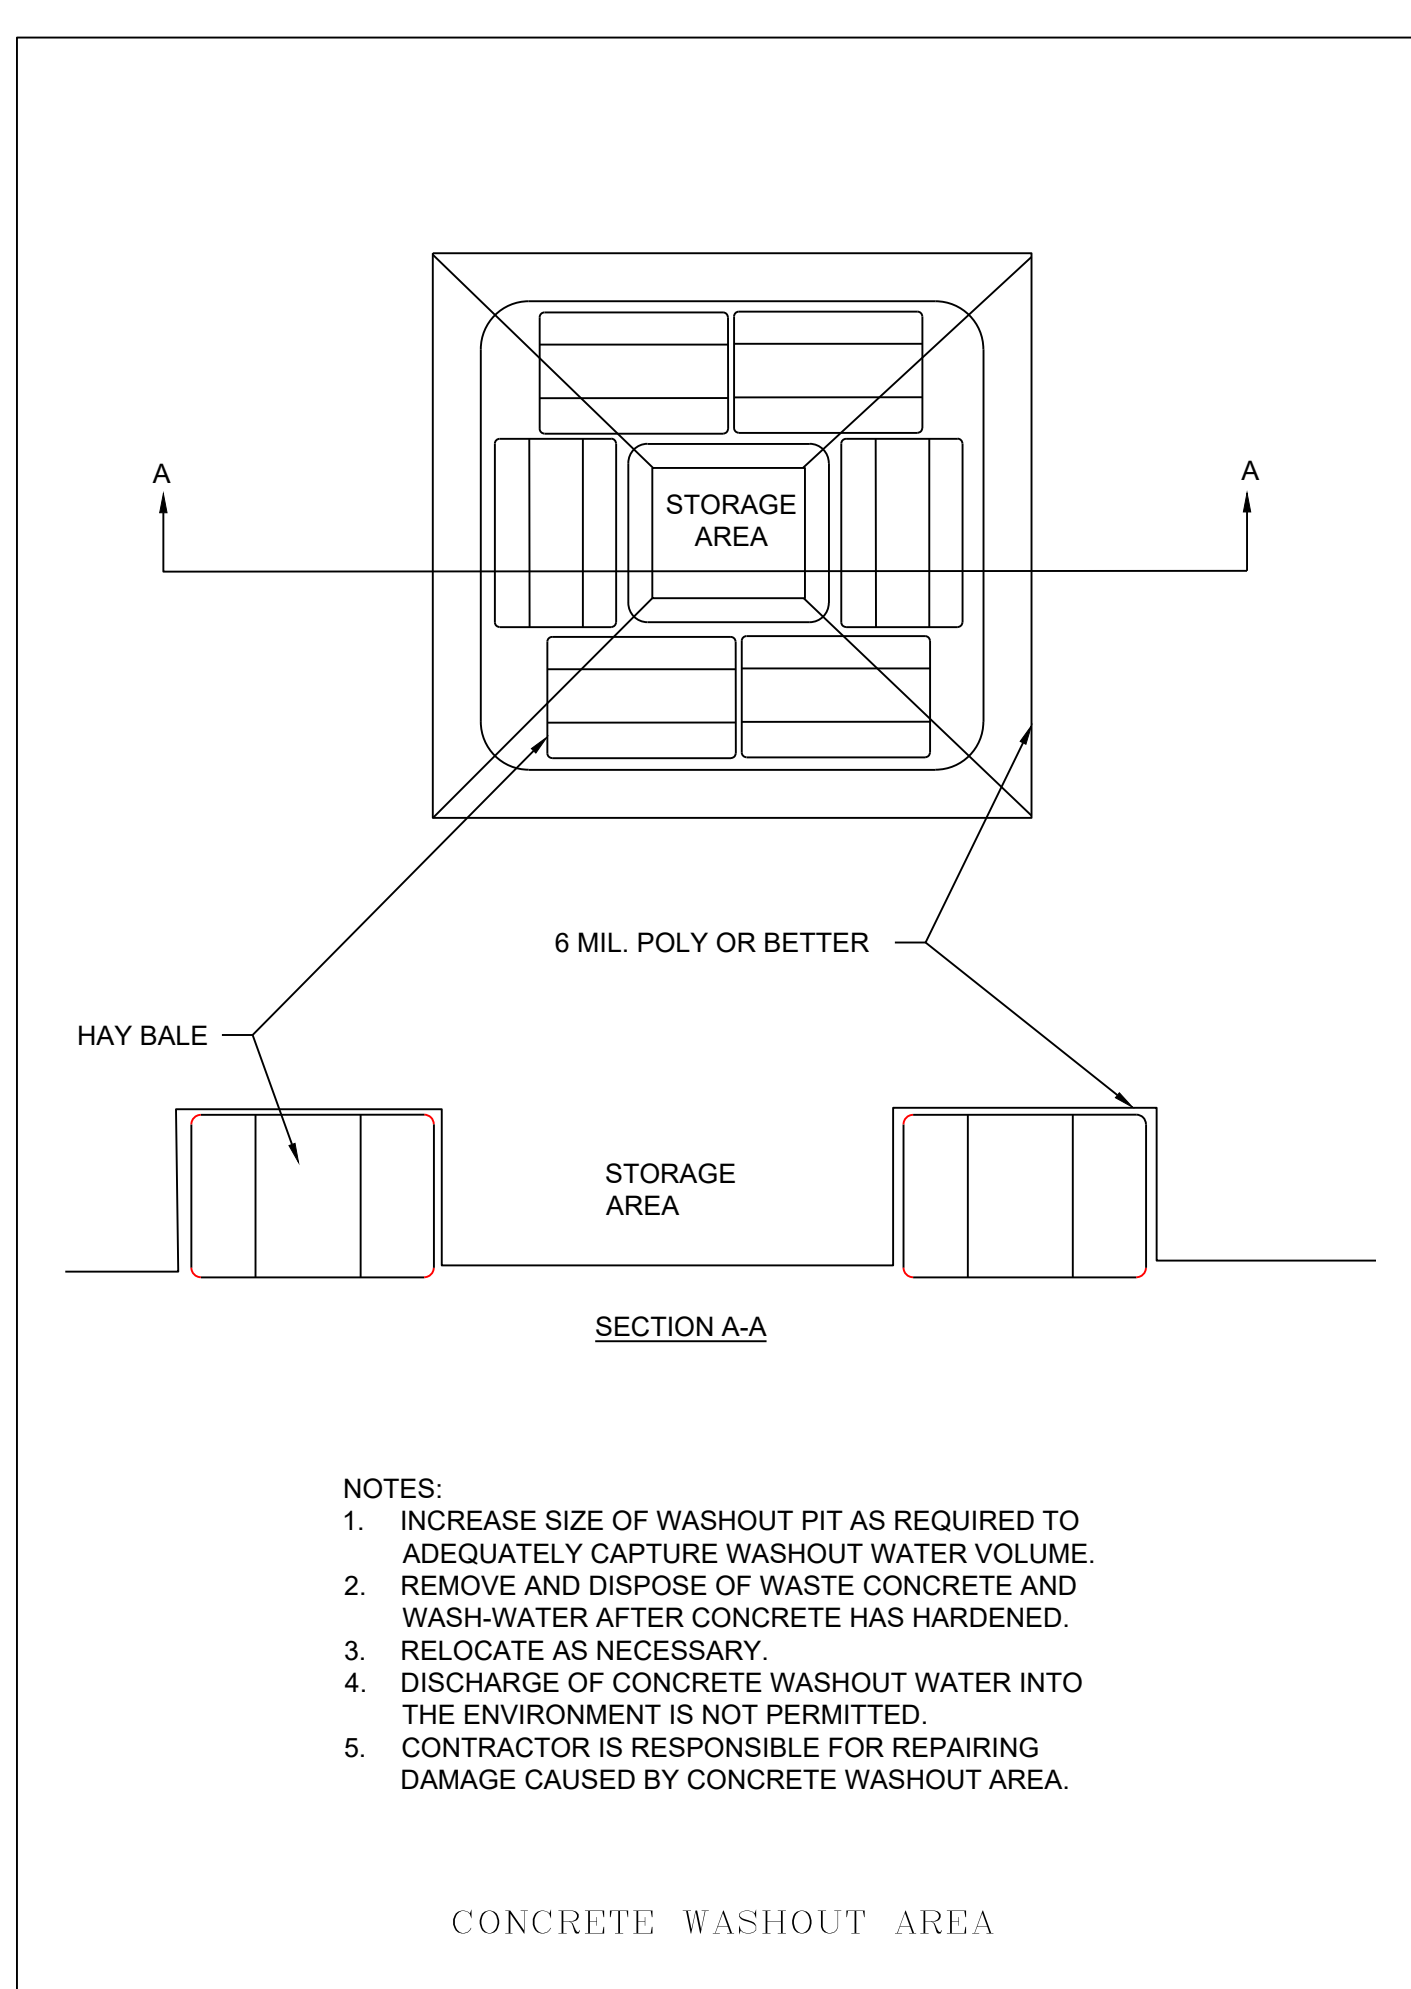 A
A
STORAGE
AREA
6 MIL. POLY OR BETTER
HAY BALE
STORAGE
AREA
SECTION A-A
NOTES:
1. INCREASE SIZE OF WASHOUT PIT AS REQUIRED TO
ADEQUATELY CAPTURE WASHOUT WATER VOLUME.
2. REMOVE AND DISPOSE OF WASTE CONCRETE AND
WASH-WATER AFTER CONCRETE HAS HARDENED.
3. RELOCATE AS NECESSARY.
4. DISCHARGE OF CONCRETE WASHOUT WATER INTO
THE ENVIRONMENT IS NOT PERMITTED.
5. CONTRACTOR IS RESPONSIBLE FOR REPAIRING
DAMAGE CAUSED BY CONCRETE WASHOUT AREA.
CONCRETE WASHOUT AREA